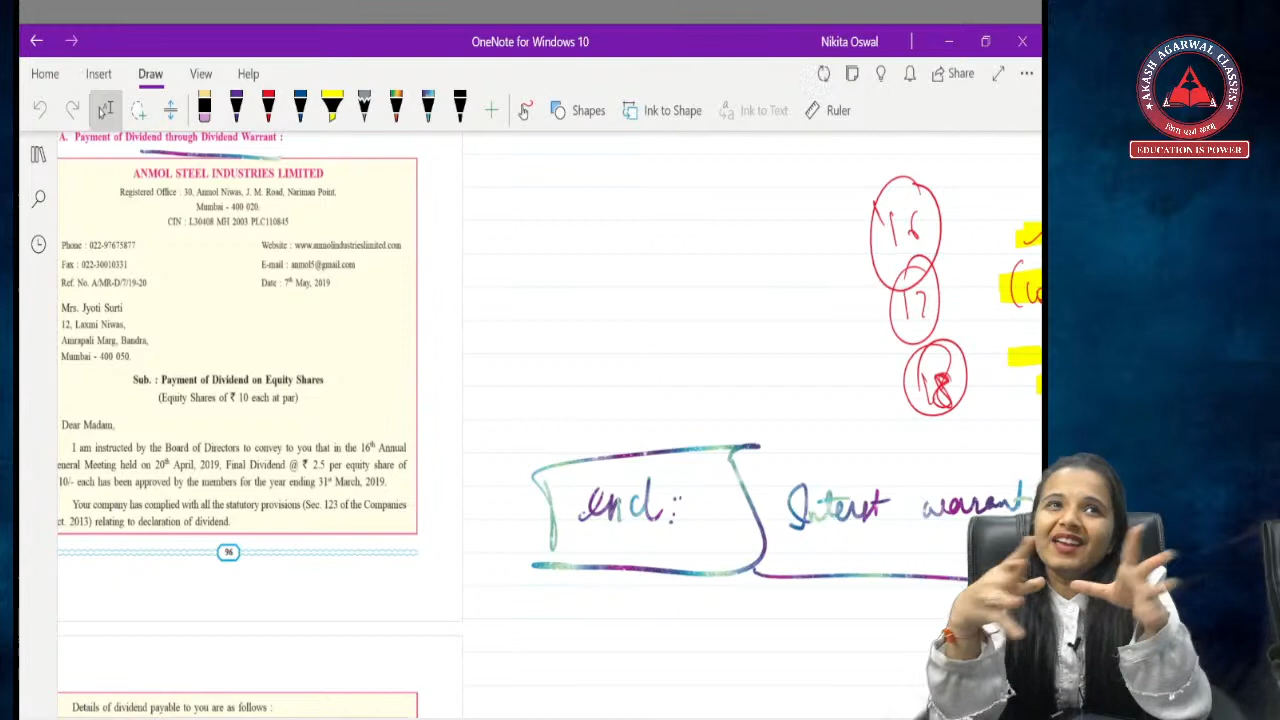 OneNote for Windows 10
Nikita Oswal
Home Insert Draw View Help
Share
Shapes
Ink to Shape
Ink to Text
Ruler
A. Payment of Dividend through Dividend Warrant :
ANMOL STEEL INDUSTRIES LIMITED
Registered Office : 30, Anmol Niwas, J. M. Road, Nariman Point,
Mumbai - 400 020.
CIN : L30408 MH 2003 PLC110845
Phone : 022-97675877 Website : www.anmolindustrieslimited.com
Fax : 022-30010331 E-mail : anmol5@gmail.com
Ref. No. A/MR-D/7/19-20 Date : 7th May, 2019
Mrs. Jyoti Surti
12, Laxmi Niwas,
Amrapali Marg, Bandra,
Mumbai - 400 050.
Sub. : Payment of Dividend on Equity Shares
(Equity Shares of ₹ 10 each at par)
Dear Madam,
I am instructed by the Board of Directors to convey to you that in the 16th Annual
eneral Meeting held on 20th April, 2019, Final Dividend @ ₹ 2.5 per equity share of
10/- each has been approved by the members for the year ending 31st March, 2019.
Your company has complied with all the statutory provisions (Sec. 123 of the Companies
ct. 2013) relating to declaration of dividend.
96
Details of dividend payable to you are as follows :
16
17
18
encl :
Interest warrant
AKASH AGARWAL CLASSES
EDUCATION IS POWER